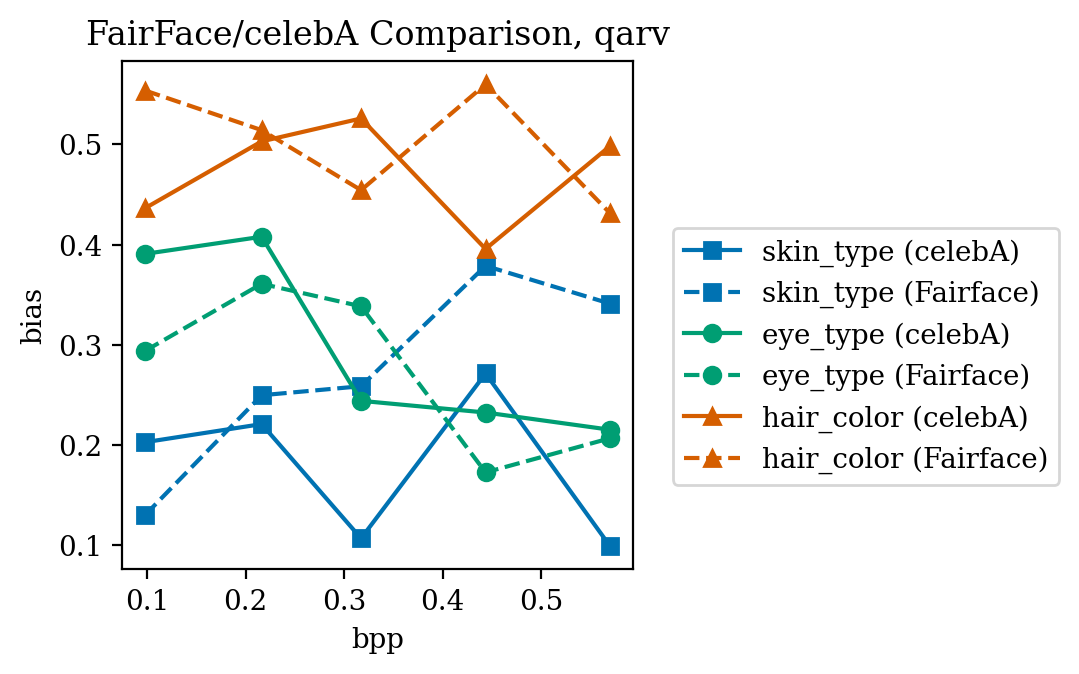 FairFace/celebA Comparison, qarv
0.5
0.4
0.3
0.2
0.1
bias
0.1 0.2 0.3 0.4 0.5
bpp
skin_type (celebA)
skin_type (Fairface)
eye_type (celebA)
eye_type (Fairface)
hair_color (celebA)
hair_color (Fairface)